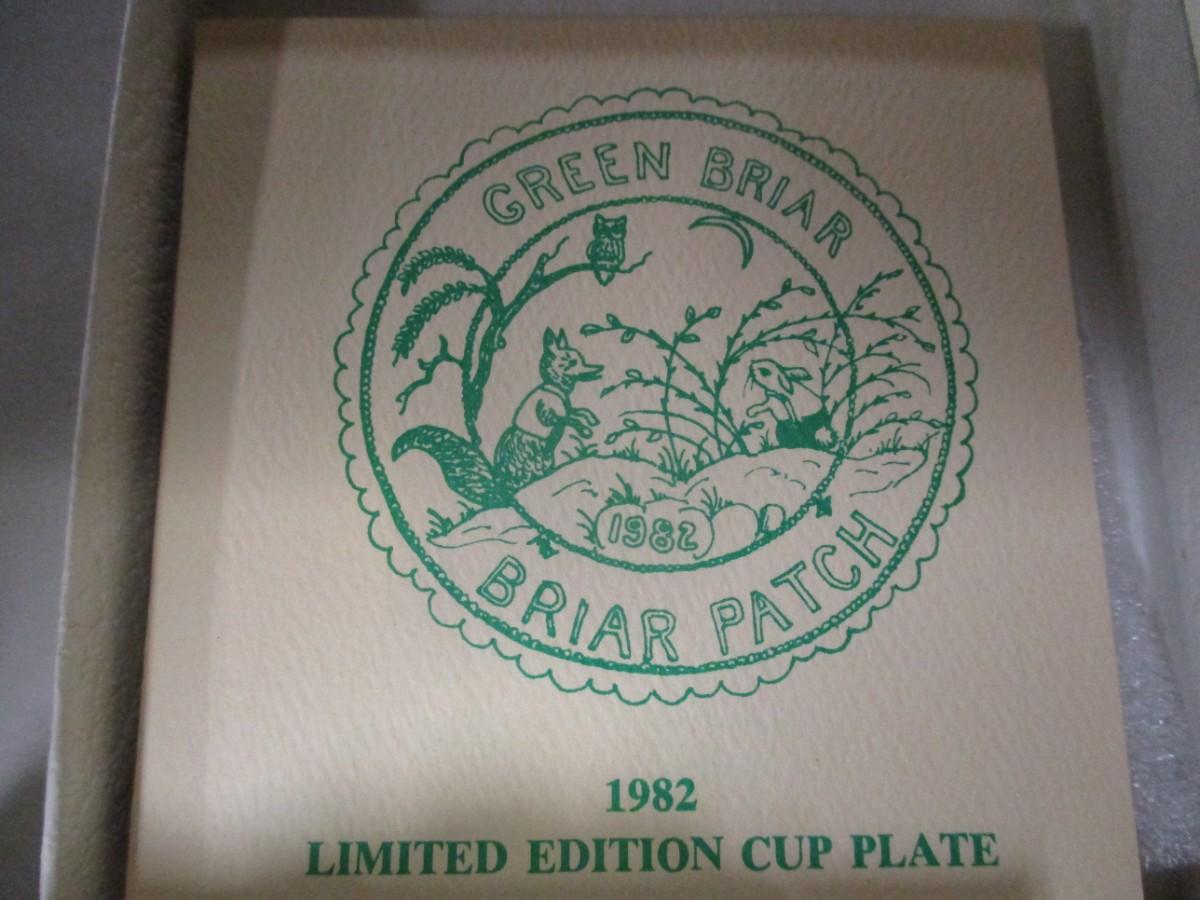 GREEN BRIAR
1982
BRIAR PATCH
1982
LIMITED EDITION CUP PLATE